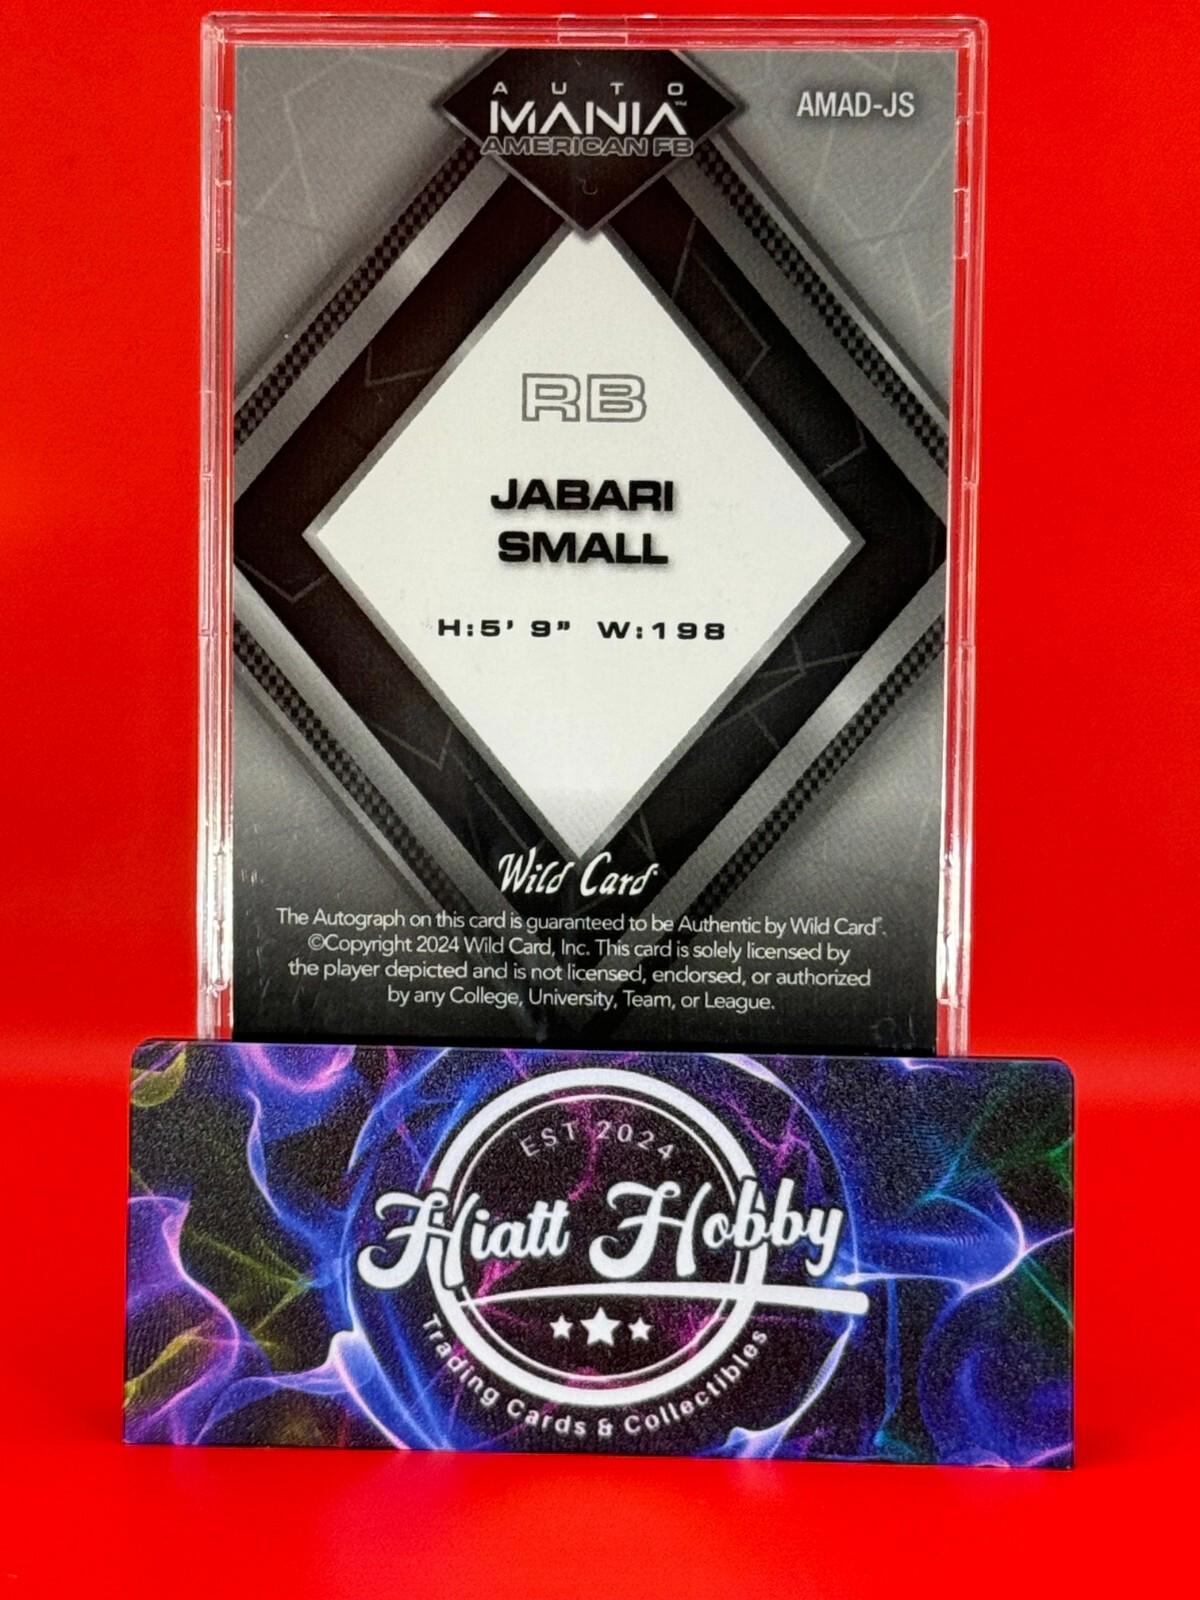 AUTO
MANIA™
AMERICAN FB
AMAD-JS
RB
JABARI
SMALL
H:5' 9" W:198
Wild Card
The Autograph on this card is guaranteed to be Authentic by Wild Card®.
©Copyright 2024 Wild Card, Inc. This card is solely licensed by
the player depicted and is not licensed, endorsed, or authorized
by any College, University, Team, or League.
EST 2024
Hiatt Hobby
Trading Cards & Collectibles